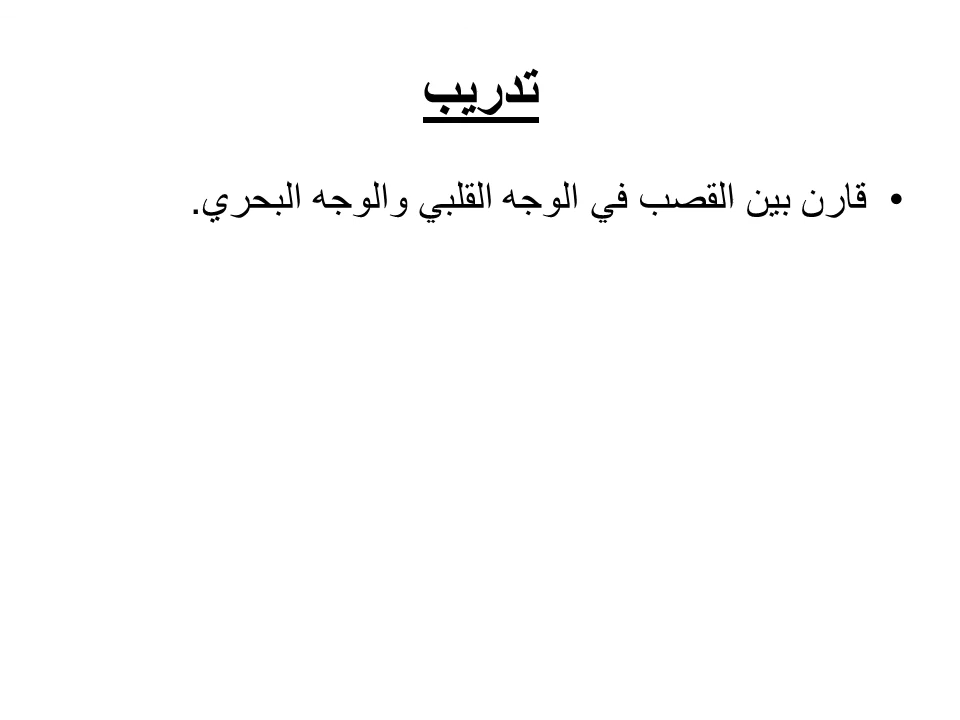 تدريب
• قارن بين القصب في الوجه القلبي والوجه البحري.